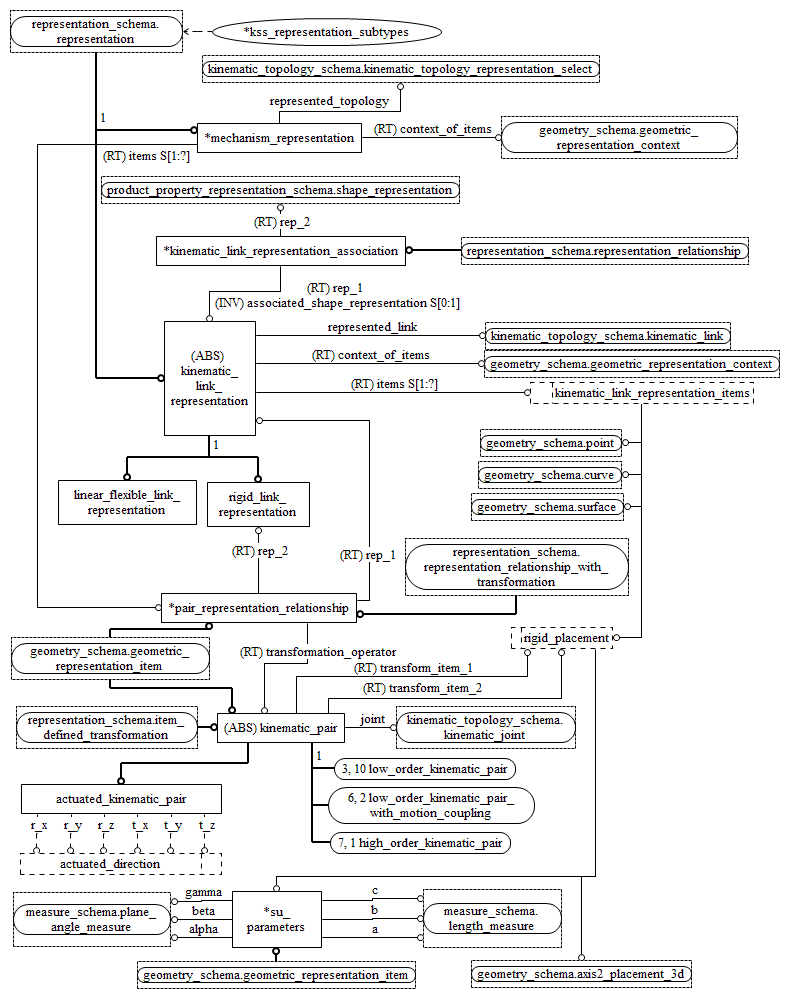 representation_schema.
representation
*kss_representation_subtypes
kinematic_topology_schema.kinematic_topology_representation_select
represented_topology
1
*mechanism_representation
(RT) context_of_items
geometry_schema.geometric_
representation_context
(RT) items S[1:?]
product_property_representation_schema.shape_representation
(RT) rep_2
*kinematic_link_representation_association
representation_schema.representation_relationship
(RT) rep_1
(INV) associated_shape_representation S[0:1]
(ABS)
kinematic_
link_
representation
represented_link
kinematic_topology_schema.kinematic_link
(RT) context_of_items
geometry_schema.geometric_representation_context
(RT) items S[1:?]
kinematic_link_representation_items
1
geometry_schema.point
geometry_schema.curve
geometry_schema.surface
linear_flexible_link_
representation
rigid_link_
representation
(RT) rep_2
(RT) rep_1
representation_schema.
representation_relationship_with_
transformation
*pair_representation_relationship
rigid_placement
geometry_schema.geometric_
representation_item
(RT) transformation_operator
(RT) transform_item_1
(RT) transform_item_2
representation_schema.item_
defined_transformation
(ABS) kinematic_pair
joint
kinematic_topology_schema.
kinematic_joint
1
3, 10 low_order_kinematic_pair
6, 2 low_order_kinematic_pair_
with_motion_coupling
7, 1 high_order_kinematic_pair
actuated_kinematic_pair
r_x r_y r_z t_x t_y t_z
actuated_direction
measure_schema.plane_
angle_measure
gamma
beta
alpha
*su_
parameters
c
b
a
measure_schema.
length_measure
geometry_schema.geometric_representation_item
geometry_schema.axis2_placement_3d